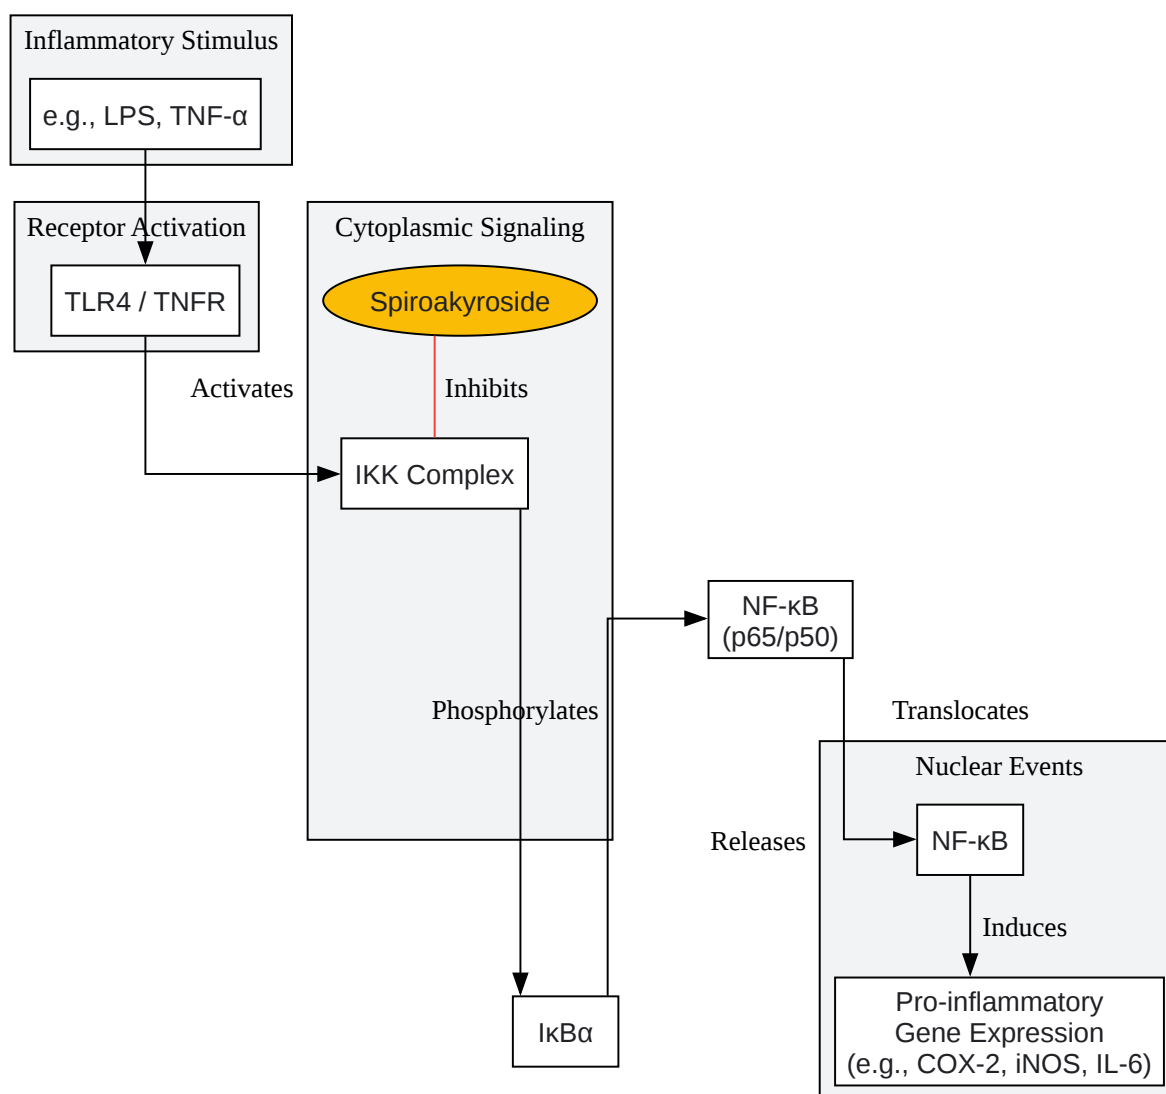 Inflammatory Stimulus
e.g., LPS, TNF-α
Receptor Activation
TLR4 / TNFR
Activates
Cytoplasmic Signaling
Spiroakyroside
Inhibits
IKK Complex
Phosphorylates
IκBα
Releases
NF-κB
(p65/p50)
Translocates
Nuclear Events
NF-κB
Induces
Pro-inflammatory
Gene Expression
(e.g., COX-2, iNOS, IL-6)